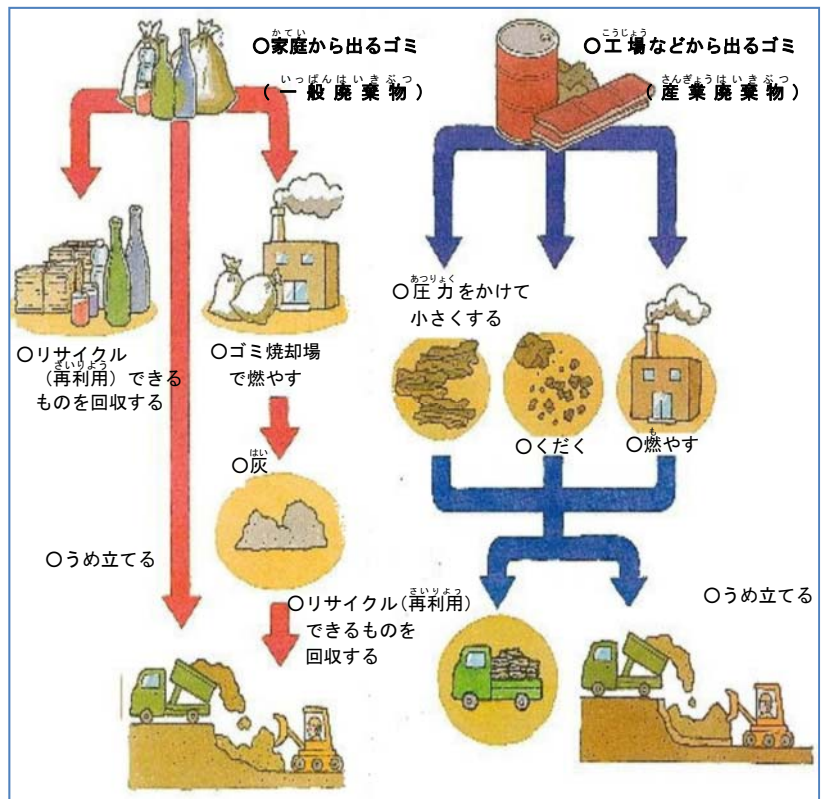 ○家庭から出るゴミ
（一般廃棄物）
○リサイクル
（再利用）できる
ものを回収する
○ゴミ焼却場
で燃やす
○灰
○うめ立てる
○工場などから出るゴミ
（産業廃棄物）
○圧力をかけて
小さくする
○くだく
○燃やす
○リサイクル（再利用）
できるものを
回収する
○うめ立てる